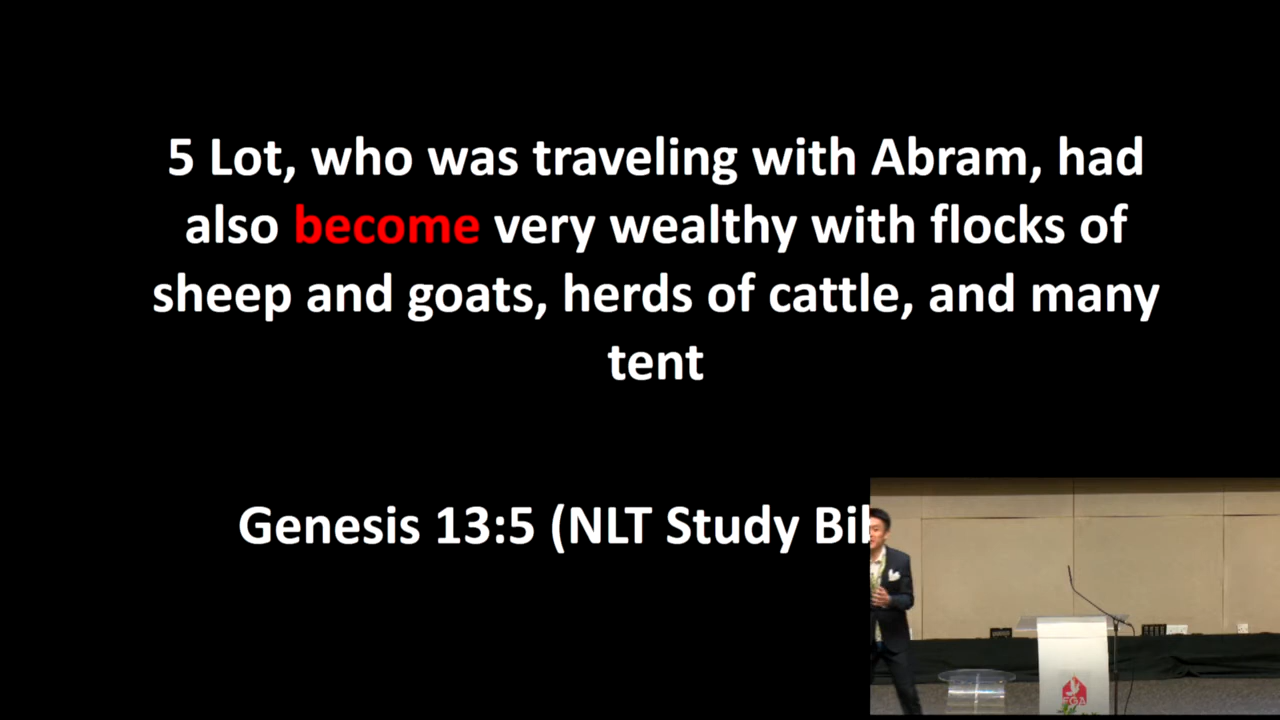 5 Lot, who was traveling with Abram, had
also become very wealthy with flocks of
sheep and goats, herds of cattle, and many
tent
Genesis 13:5 (NLT Study
FGA